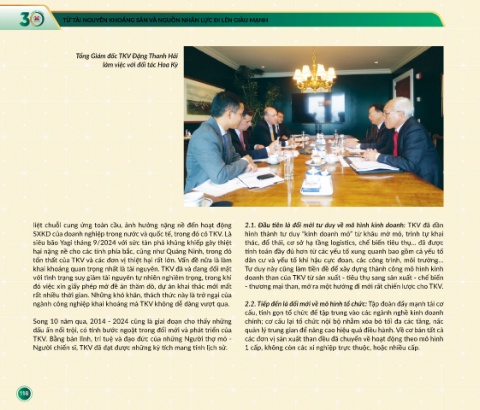 30
TỪ TÀI NGUYÊN KHOÁNG SẢN VÀ NGUỒN NHÂN LỰC ĐI LÊN GIÀU MẠNH
Tổng Giám đốc TKV Đặng Thanh Hải
làm việc với đối tác Hoa Kỳ
liệt chuỗi cung ứng toàn cầu, ảnh hưởng nặng nề đến hoạt động
SXKD của doanh nghiệp trong nước và quốc tế, trong đó có TKV. Là
siêu bão Yagi tháng 9/2024 với sức tàn phá khủng khiếp gây thiệt
hại nặng nề cho các tỉnh phía bắc, cũng như Quảng Ninh, trong đó
tổn thất của TKV và các đơn vị thiệt hại rất lớn. Vấn đề nữa là làm
khai khoáng quan trọng nhất là tài nguyên. TKV đã và đang đối mặt
với tình trạng suy giảm tài nguyên tự nhiên nghiêm trọng, trong khi
đó việc xin giấy phép mở đề án thăm dò, dự án khai thác mới mất
rất nhiều thời gian. Những khó khăn, thách thức này là trở ngại của
ngành công nghiệp khai khoáng mà TKV không dễ dàng vượt qua.
Song 10 năm qua, 2014 - 2024 cũng là giai đoạn cho thấy những
dấu ấn nổi trội, có tính bước ngoặt trong đổi mới và phát triển của
TKV. Bằng bản lĩnh, trí tuệ và đạo đức của những Người thợ mỏ -
Người chiến sĩ, TKV đã đạt được những kỳ tích mang tính lịch sử.
2.1. Đầu tiên là đổi mới tư duy về mô hình kinh doanh: TKV đã dần
hình thành tư duy "kinh doanh mỏ" từ khâu mở mỏ, trình tự khai
thác, đổ thải, cơ sở hạ tầng logistics, chế biến tiêu thụ... đã được
tính toán đầy đủ hơn từ các yếu tố xung quanh bao gồm cả yếu tố
dân cư và yếu tố khí hậu cực đoan, các công trình, môi trường...
Tư duy này cũng làm tiền đề để xây dựng thành công mô hình kinh
doanh than của TKV từ sản xuất - tiêu thụ sang sản xuất - chế biến
- thương mại than, mở ra một hướng đi mới rất chiến lược cho TKV.
2.2. Tiếp đến là đổi mới về mô hình tổ chức: Tập đoàn đẩy mạnh tái cơ
cấu, tinh gọn tổ chức để tập trung vào các ngành nghề kinh doanh
chính; cơ cấu lại tổ chức nội bộ nhằm xóa bỏ tối đa các tầng, nấc
quản lý trung gian để nâng cao hiệu quả điều hành. Về cơ bản tất cả
các đơn vị sản xuất than đều đã chuyển về hoạt động theo mô hình
1 cấp, không còn các xí nghiệp trực thuộc, hoặc nhiều cấp.